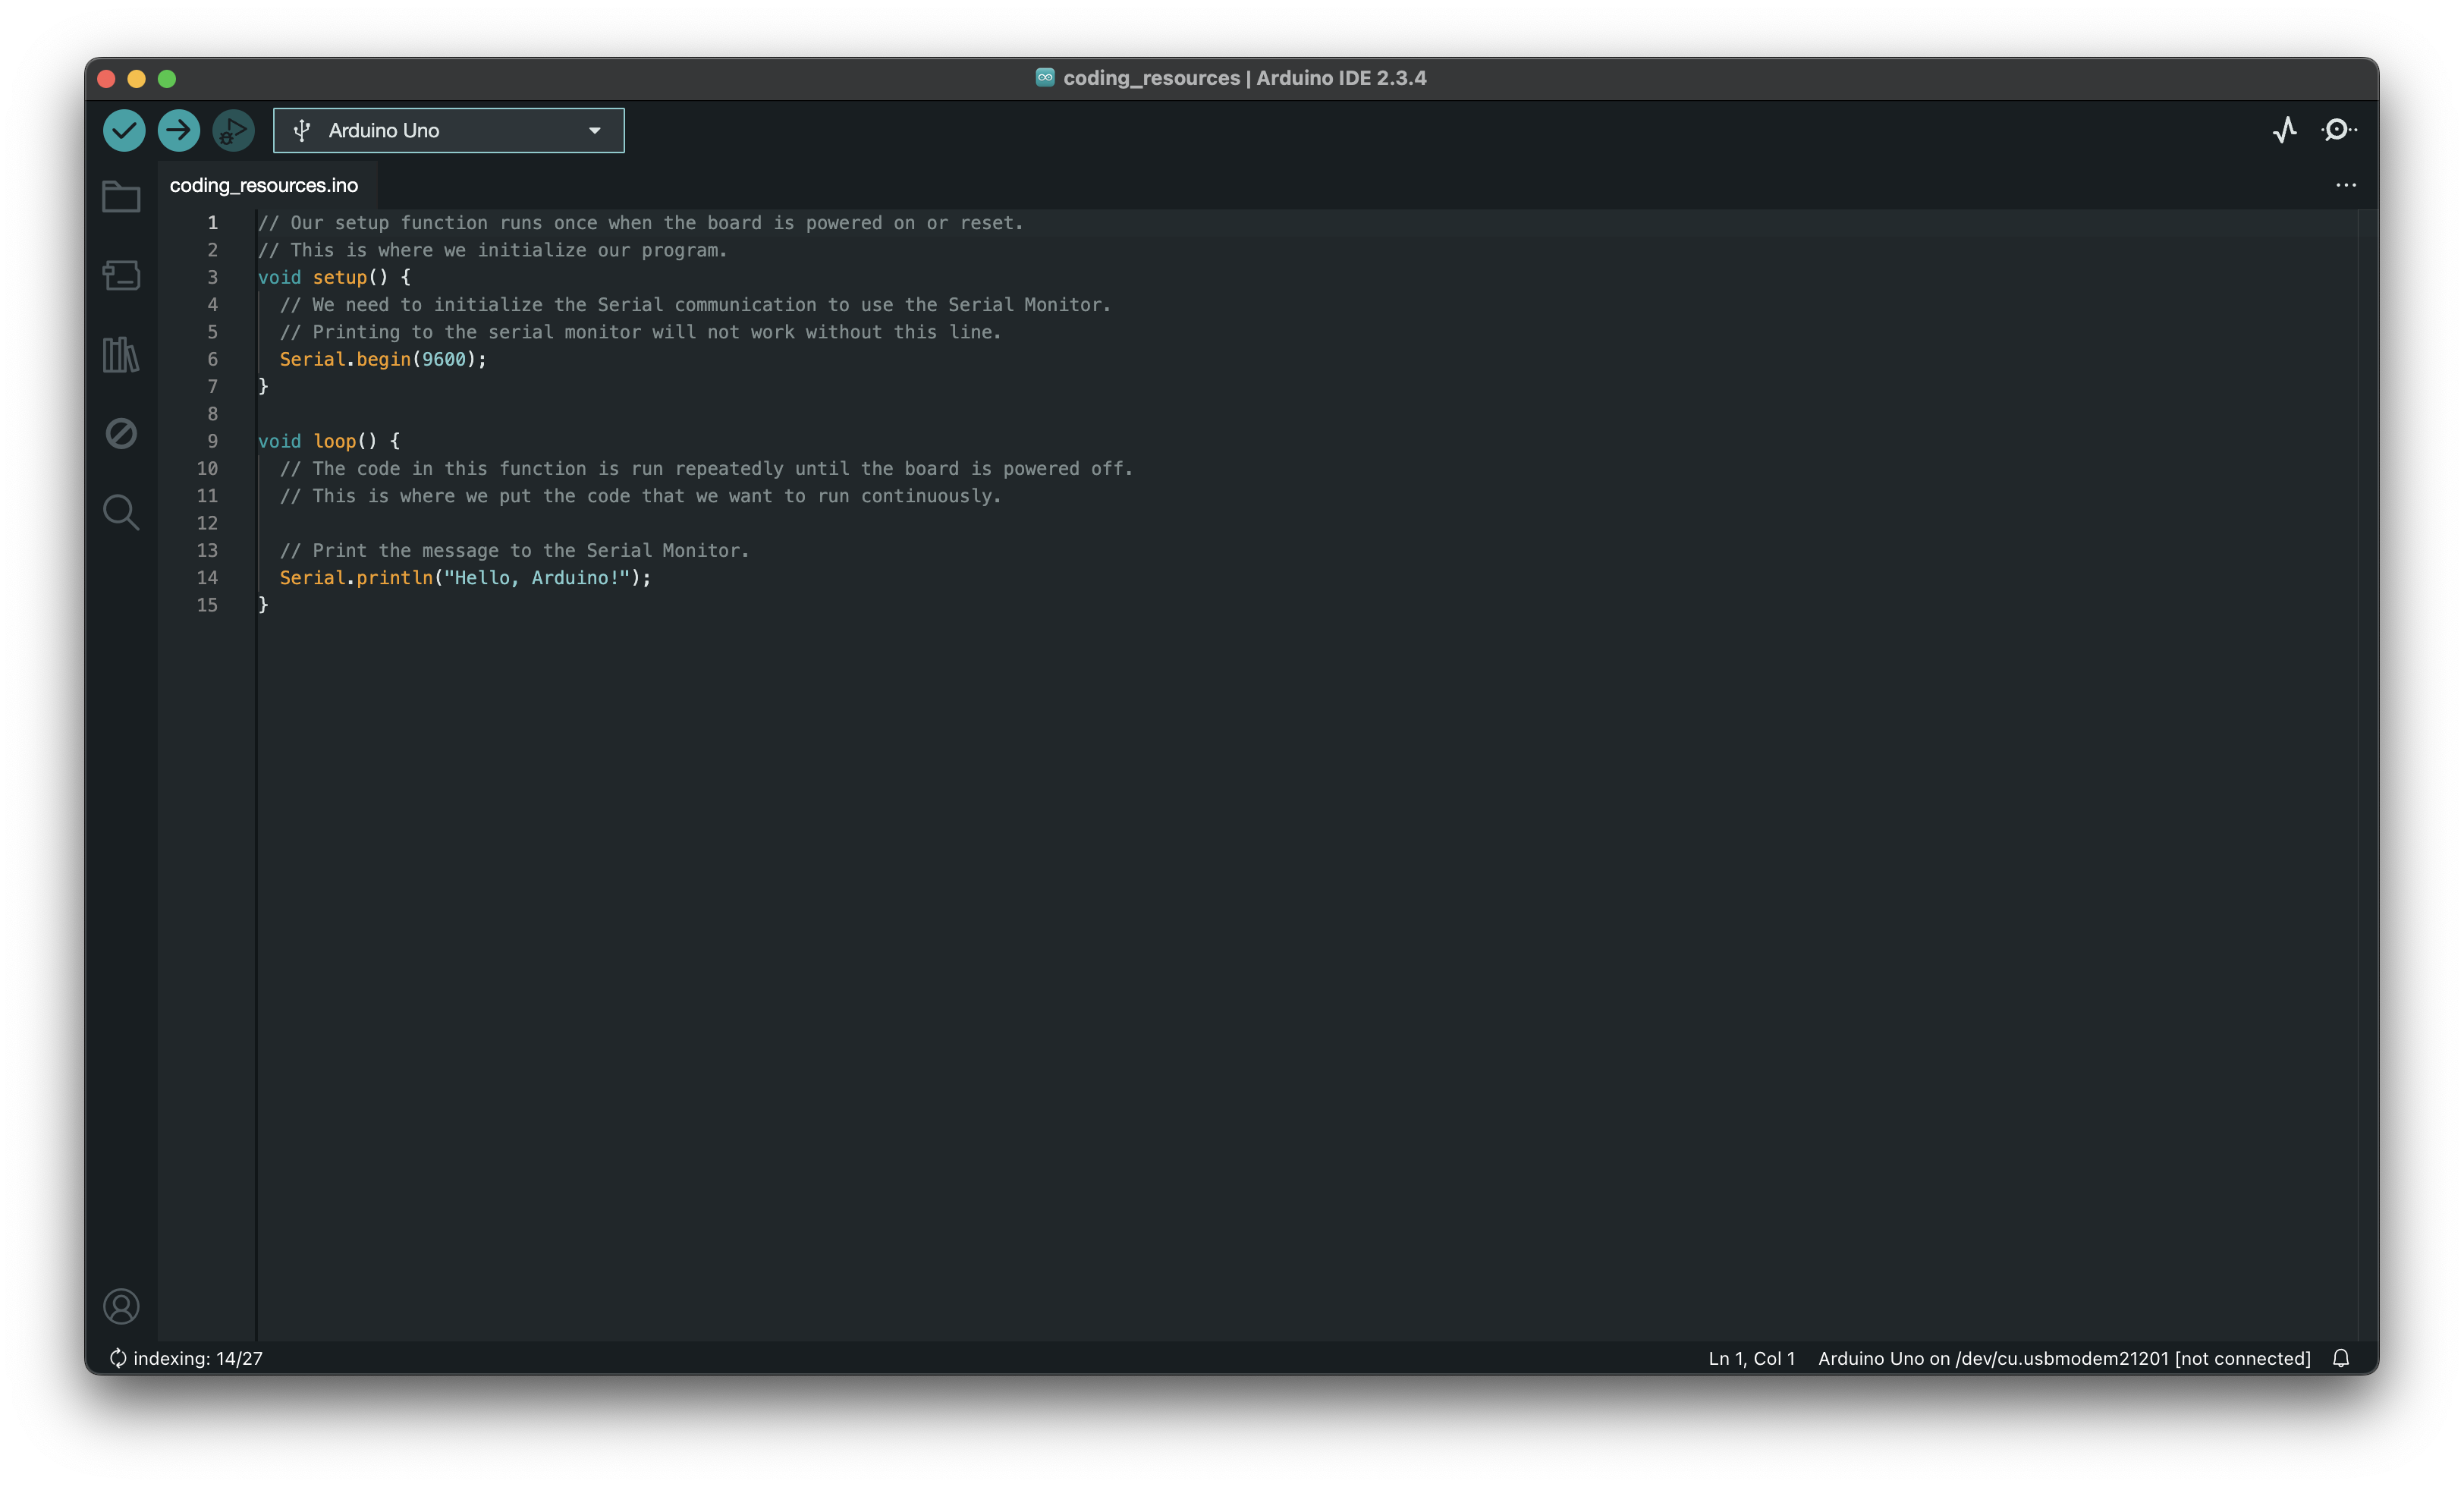 coding_resources | Arduino IDE 2.3.4
Arduino Uno
coding_resources.ino
1 // Our setup function runs once when the board is powered on or reset.
2 // This is where we initialize our program.
3 void setup() {
4   // We need to initialize the Serial communication to use the Serial Monitor.
5   // Printing to the serial monitor will not work without this line.
6   Serial.begin(9600);
7 }
8
9 void loop() {
10   // The code in this function is run repeatedly until the board is powered off.
11   // This is where we put the code that we want to run continuously.
12
13   // Print the message to the Serial Monitor.
14   Serial.println("Hello, Arduino!");
15 }
indexing: 14/27 Ln 1, Col 1 Arduino Uno on /dev/cu.usbmodem21201 [not connected]